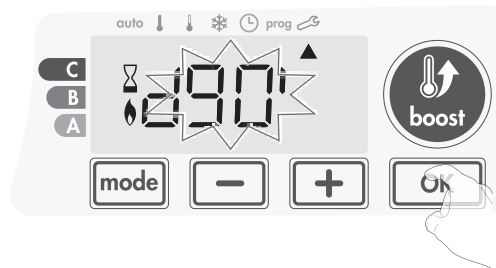 auto prog
C
B
A
d90'
boost
mode − + OK